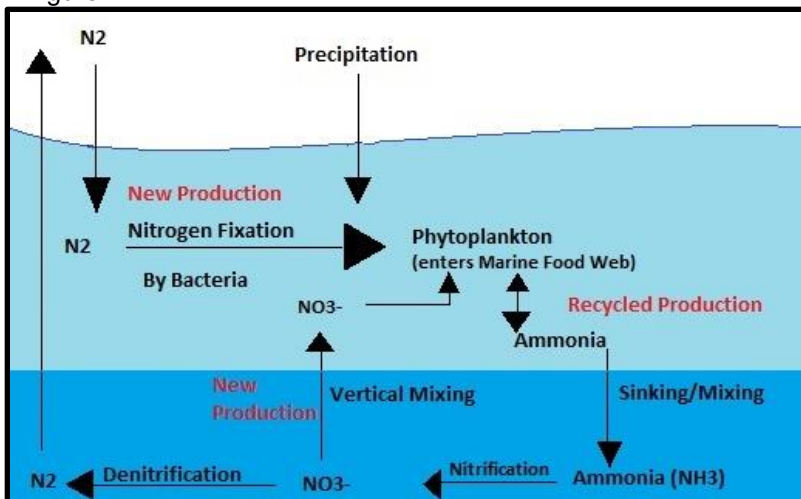 N2
Precipitation
New Production
Nitrogen Fixation
N2
Phytoplankton
(enters Marine Food Web)
By Bacteria
NO3-
Recycled Production
Ammonia
New
Production
Vertical Mixing
Sinking/Mixing
N2
Denitrification
NO3-
Nitrification
Ammonia (NH3)